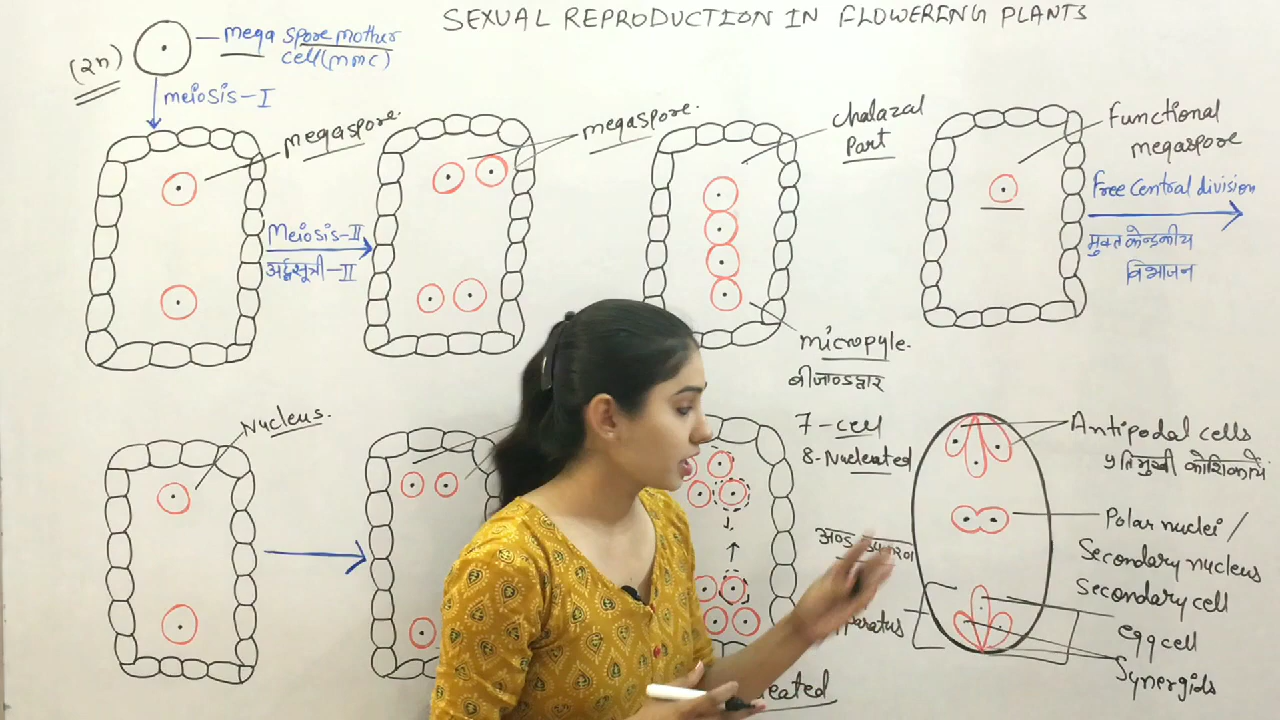 SEXUAL REPRODUCTION IN FLOWERING PLANTS
mega spore mother
cell (mmc)
(2n)
meiosis-I
megaspore.
Meiosis-II
अर्द्धसूत्री-II
megaspore.
chalazal
Part
micropyle.
बीजाण्डद्वार
Functional
megaspore
Free Central division
मुक्त केन्द्रकीय
विभाजन
Nucleus.
7-cell
8-Nucleated
अण्ड
Antipodal cells
प्रतिमुखी कोशिकायें
Polar nuclei/
Secondary nucleus
Secondary cell
egg cell
Synergids